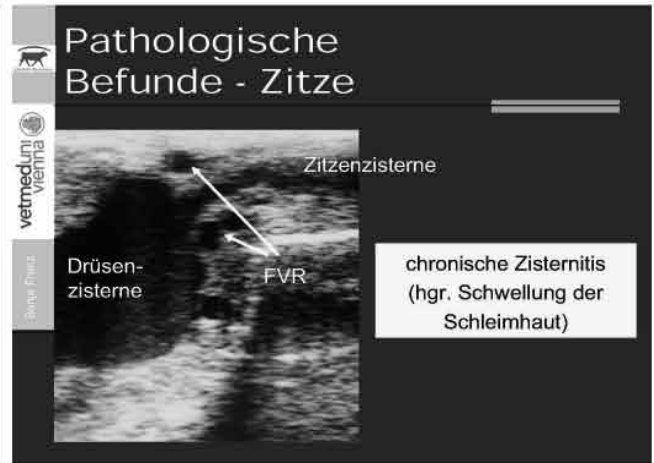 Pathologische
Befunde - Zitze
vetmeduni
vienna
Zitzenzisterne
Drüsen-
zisterne
FVR
chronische Zisternitis
(hgr. Schwellung der
Schleimhaut)